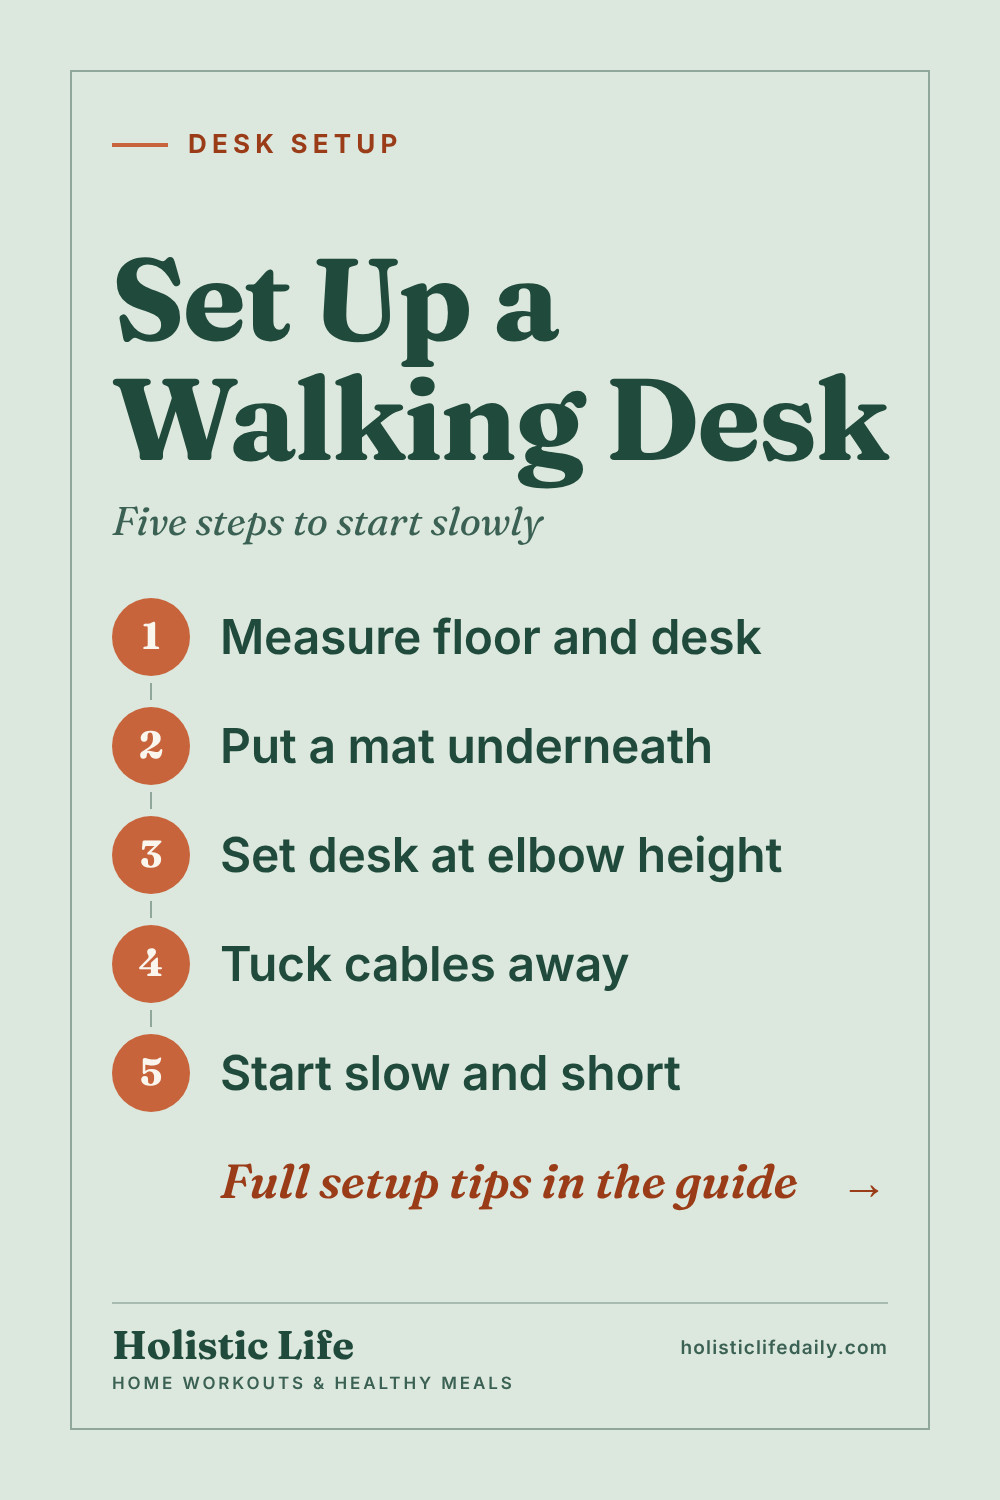 DESK SETUP
Set Up a
Walking Desk
Five steps to start slowly
1 Measure floor and desk
2 Put a mat underneath
3 Set desk at elbow height
4 Tuck cables away
5 Start slow and short
Full setup tips in the guide →
Holistic Life
holisticlifedaily.com
HOME WORKOUTS & HEALTHY MEALS